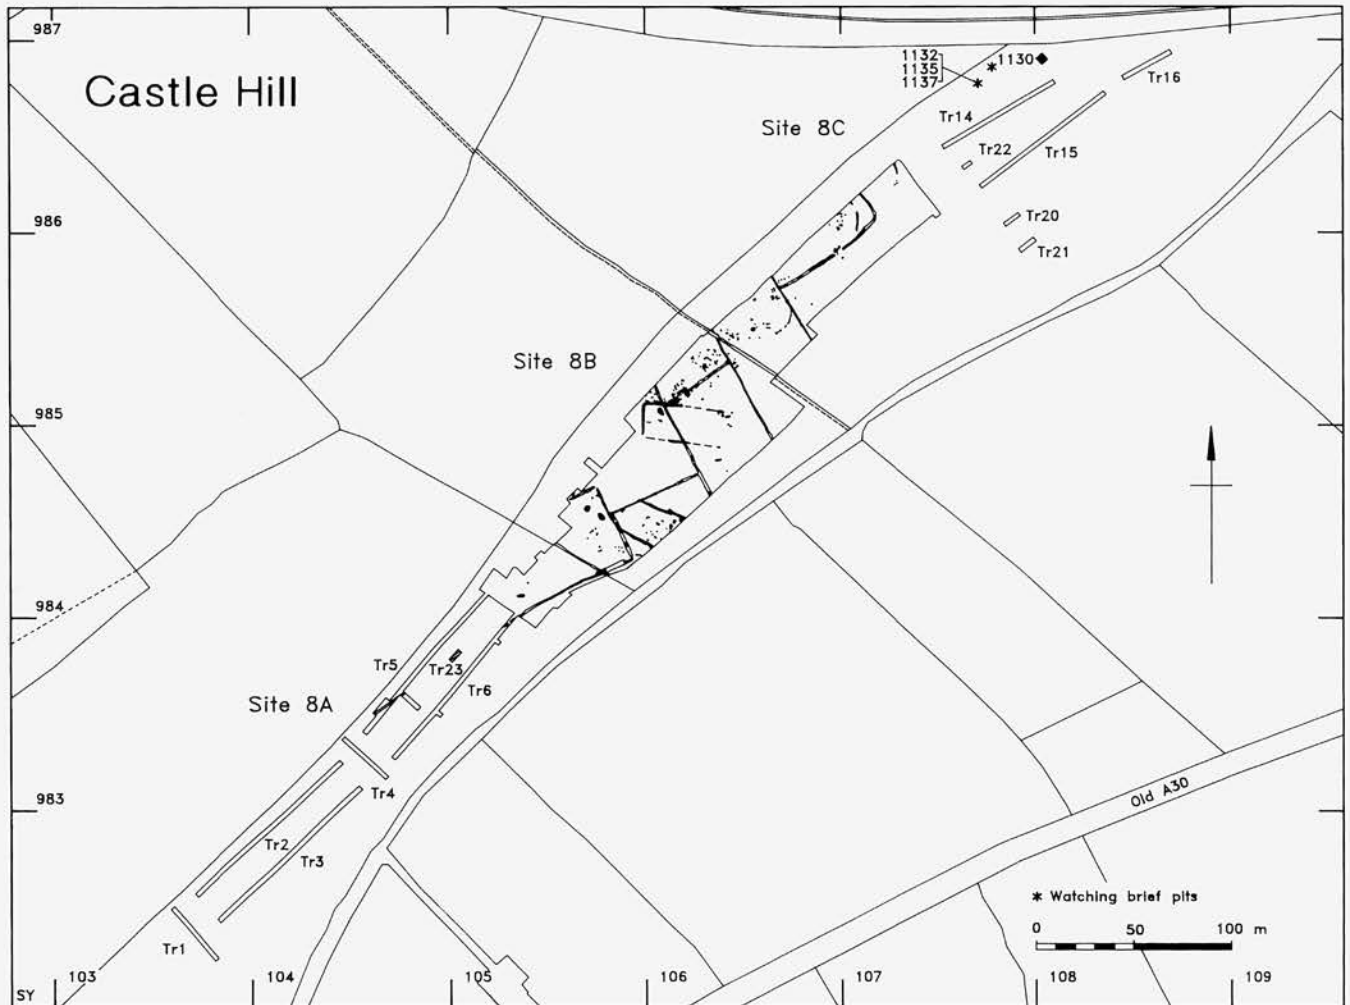 987
Castle Hill
1132
1135
1137
1130
Tr16
Tr14
Site 8C
Tr22
Tr15
986
Tr20
Tr21
Site 8B
985
984
Tr5
Tr23
Tr6
Site 8A
Tr4
983
Old A30
Tr2
Tr3
* Watching brief pits
0 50 100 m
Tr1
103 104 105 106 107 108 109
SY